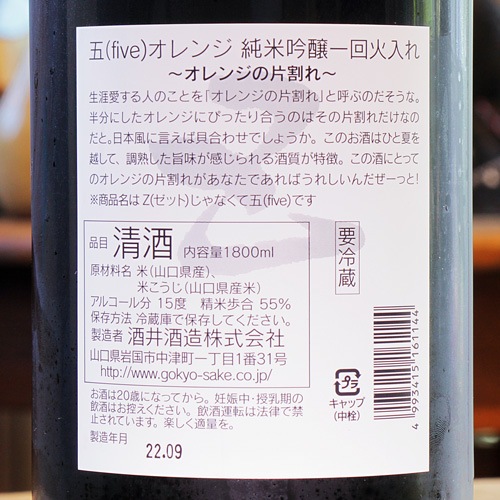 五(five)オレンジ 純米吟醸一回火入れ
～オレンジの片割れ～
生涯愛する人のことを「オレンジの片割れ」と呼ぶのだそうな。
半分にしたオレンジにぴったり合うのはその片割れだけなの
だと。日本風に言えば貝合わせでしょうか。このお酒はひと夏を
越して、調熟した旨味が感じられる酒質が特徴。この酒にとって
のオレンジの片割れがあなたであればうれしいんだぜーっと!
※商品名は Z(ゼット)じゃなくて五(five)です
品目 清酒 内容量1800ml
原材料名 米(山口県産)、
米こうじ(山口県産米)
アルコール分 15度 精米歩合 55%
保存方法 冷蔵庫で保存してください。
製造者 酒井酒造株式会社
山口県岩国市中津町一丁目1番31号
http://www.gokyo-sake.co.jp/
要冷蔵
お酒は20歳になってから。妊娠中・授乳期の
飲酒はお控えください。飲酒運転は法律で禁
止されています。楽しく適量を。
製造年月
22.09
プラ
キャップ
(中栓)
4 993415 161144